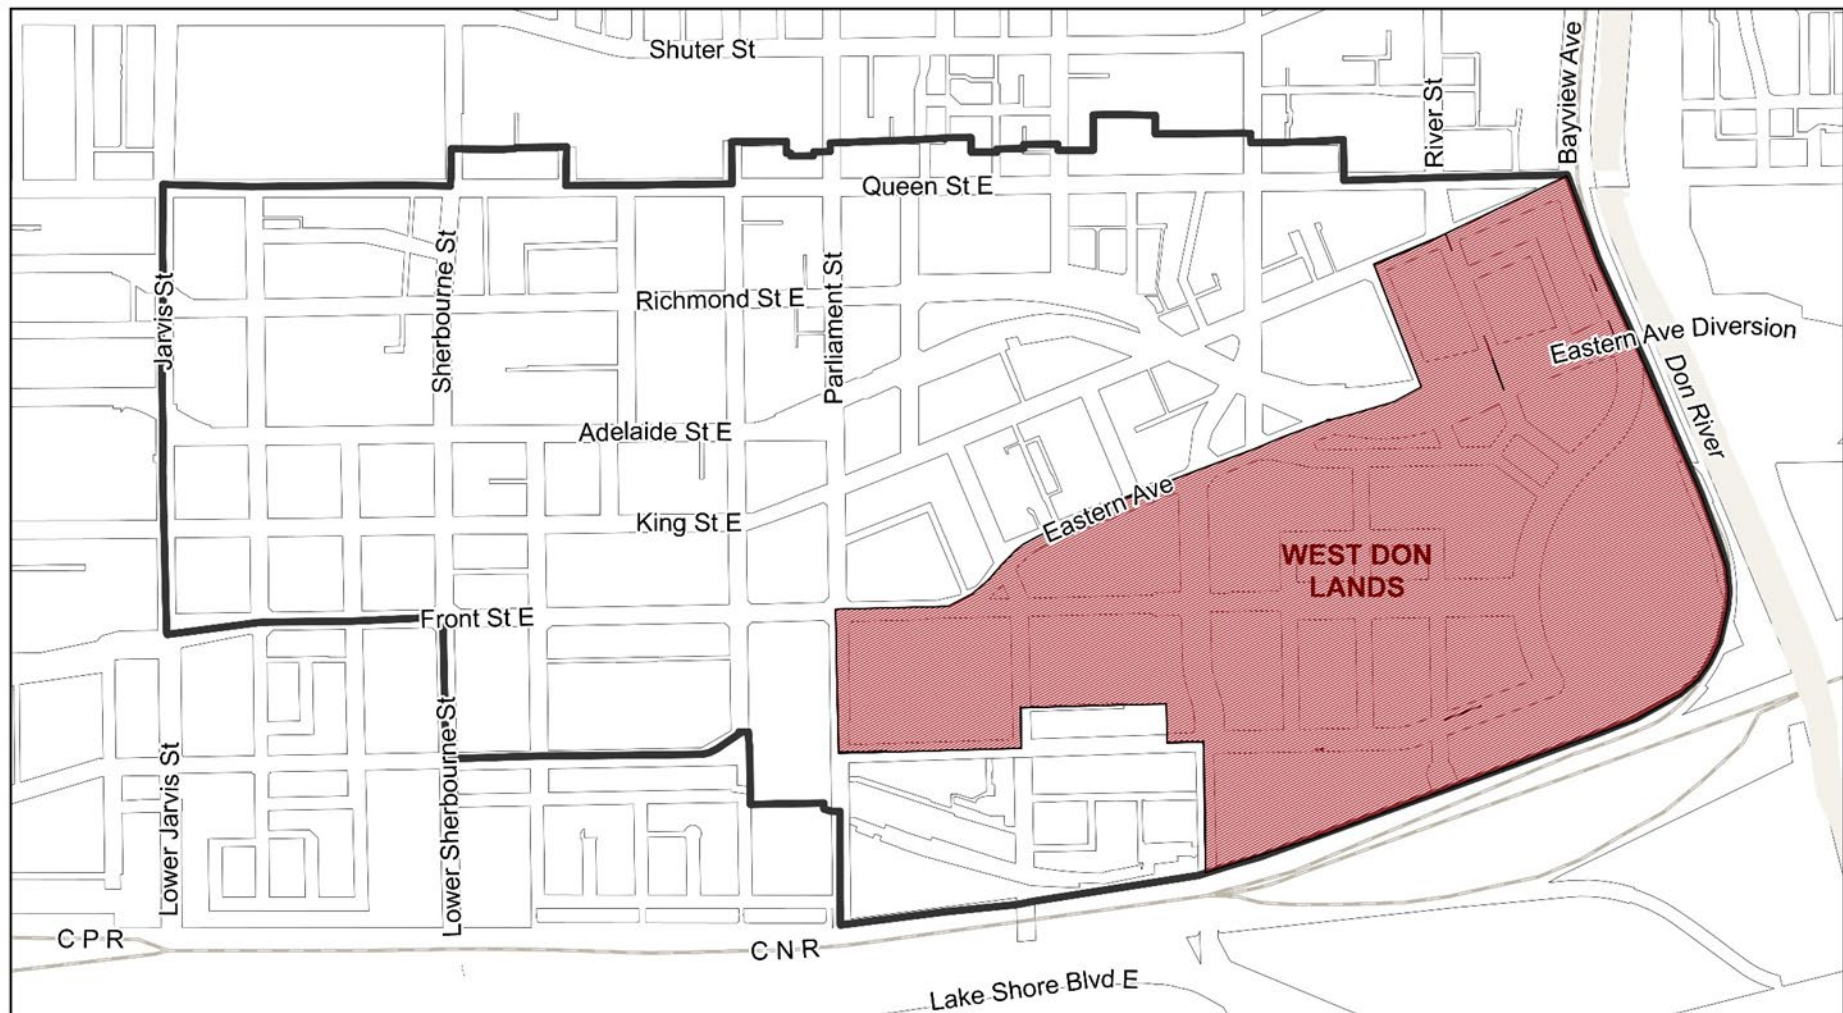 Shuter St
River St
Bayview Ave
Queen St E
Jarvis St
Sherbourne St
Parliament St
Richmond St E
Eastern Ave Diversion
Don River
Adelaide St E
King St E
Eastern Ave
WEST DON
LANDS
Front St E
Lower Jarvis St
Lower Sherbourne St
C P R
C N R
Lake Shore Blvd E